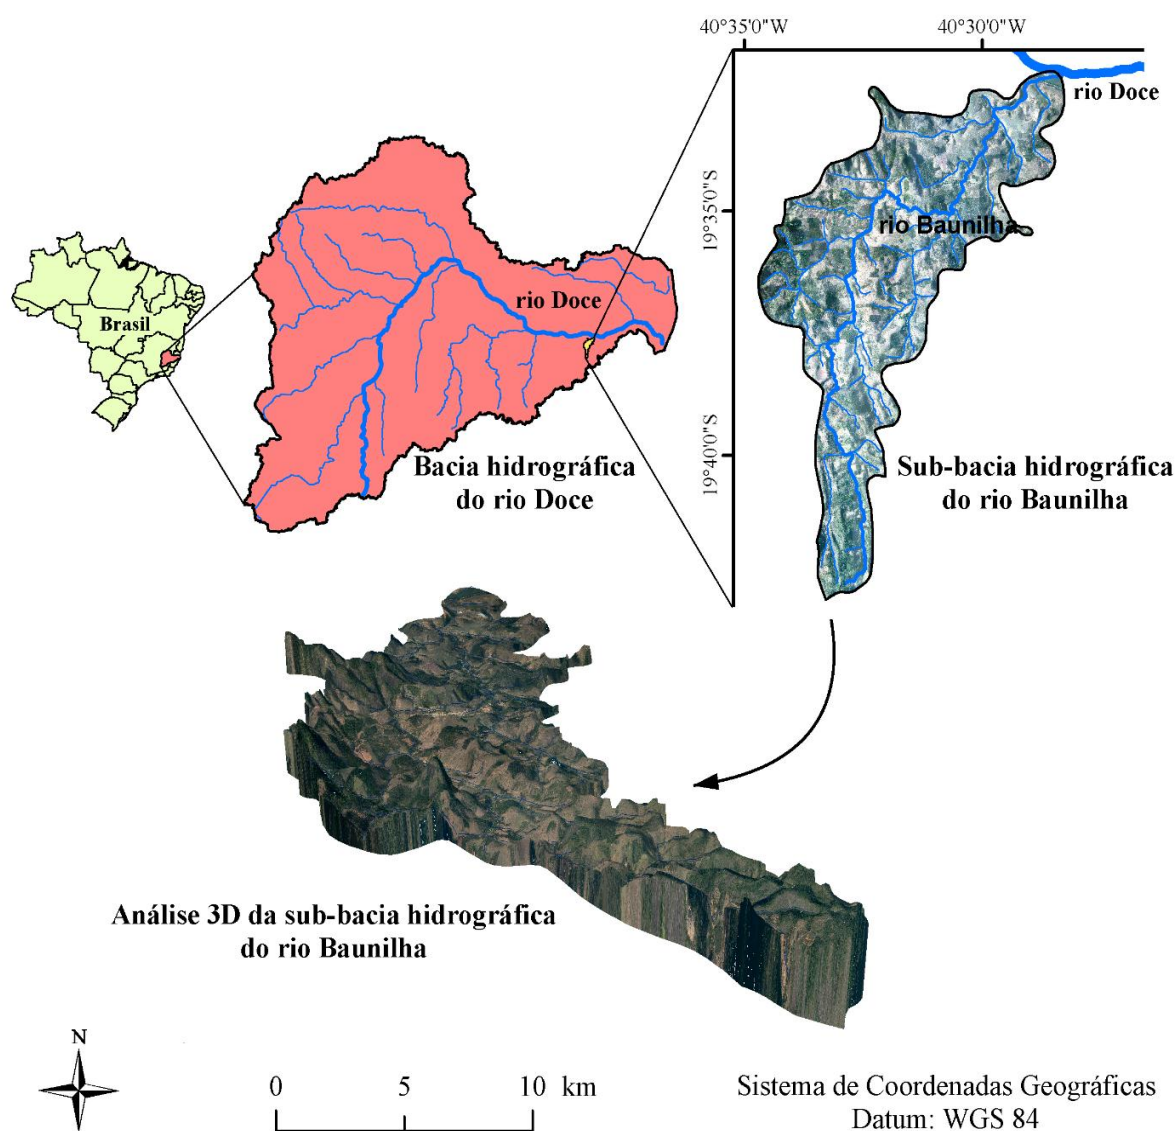 40°35'0"W
40°30'0"W
rio Doce
19°35'0"S
rio Baunilha
Brasil
rio Doce
19°40'0"S
Bacia hidrográfica
do rio Doce
Sub-bacia hidrográfica
do rio Baunilha
Análise 3D da sub-bacia hidrográfica
do rio Baunilha
N
0 5 10 km
Sistema de Coordenadas Geográficas
Datum: WGS 84